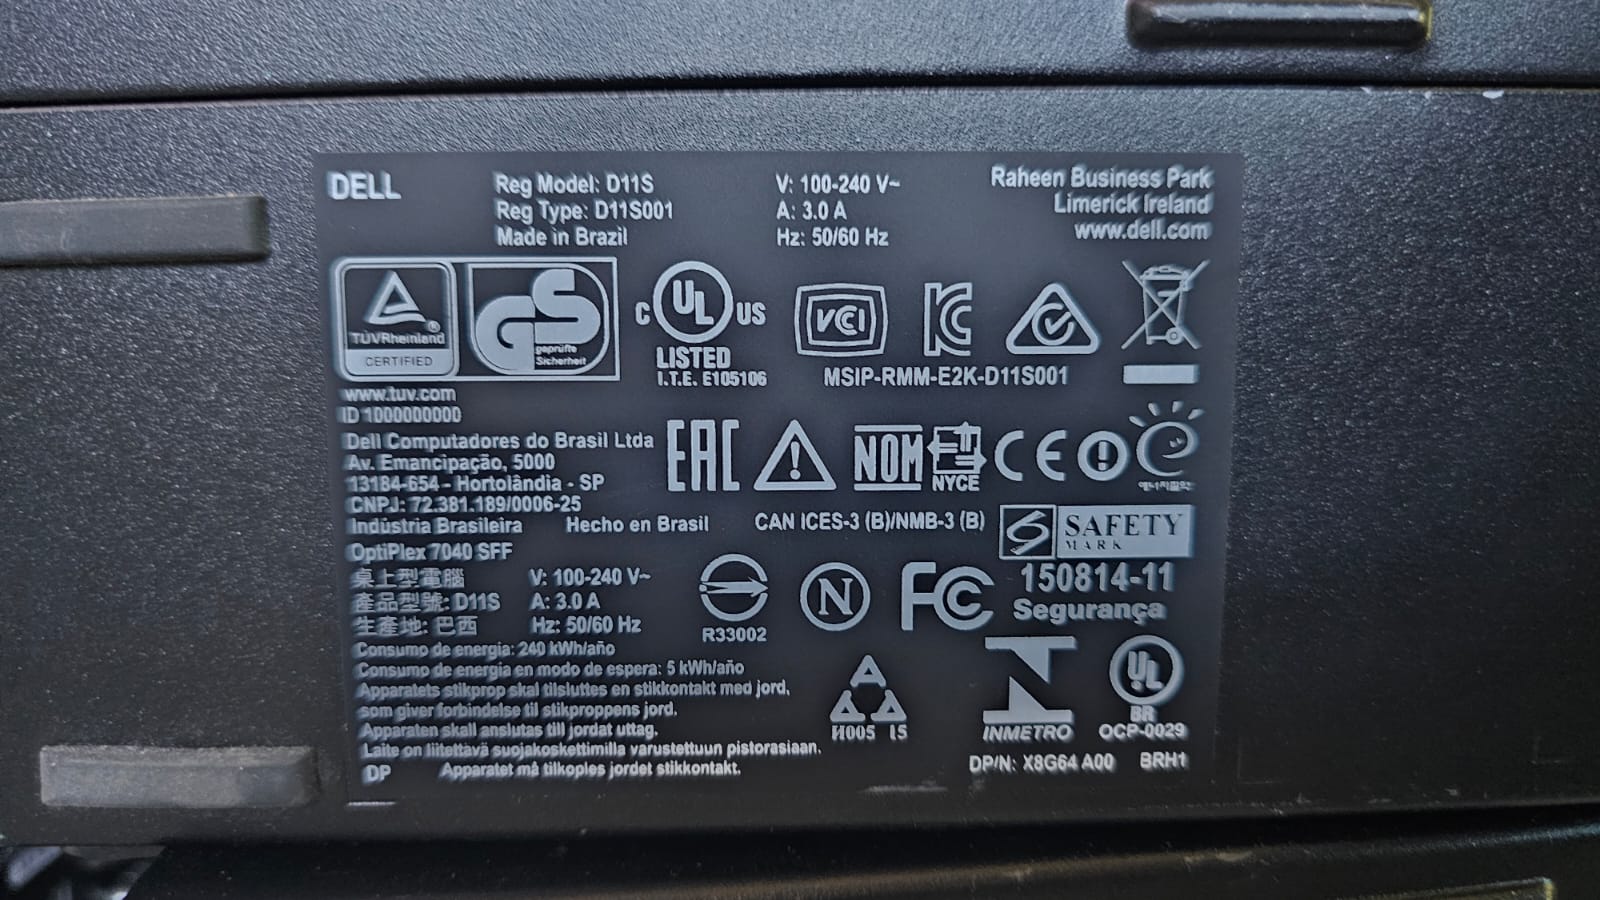 DELL
Reg Model: D11S
Reg Type: D11S001
Made in Brazil
V: 100-240 V~
A: 3.0 A
Hz: 50/60 Hz
Raheen Business Park
Limerick Ireland
www.dell.com
TÜVRheinland
CERTIFIED
GS
geprüfte
Sicherheit
C UL US
LISTED
I.T.E. E105106
VCI
MSIP-RMM-E2K-D11S001
www.tuv.com
ID 1000000000
Dell Computadores do Brasil Ltda
Av. Emancipação, 5000
13184-654 - Hortolândia - SP
CNPJ: 72.381.189/0006-25
Indústria Brasileira
Hecho en Brasil
EAC
NOM
NYCE
CE
에너지절약
CAN ICES-3 (B)/NMB-3 (B)
SAFETY
MARK
150814-11
Segurança
OptiPlex 7040 SFF
桌上型電腦
產品型號: D11S
生產地: 巴西
V: 100-240 V~
A: 3.0 A
Hz: 50/60 Hz
R33002
N
FC
Consumo de energia: 240 kWh/año
Consumo de energia en modo de espera: 5 kWh/año
Apparatets stikprop skal tilsluttes en stikkontakt med jord,
som giver forbindelse til stikproppens jord.
Apparaten skall anslutas till jordat uttag.
Laite on liitettävä suojakoskettimilla varustettuun pistorasiaan.
DP
Apparatet må tilkoples jordet stikkontakt.
И005 15
INMETRO
UL
BR
OCP-0029
DP/N: X8G64 A00
BRH1